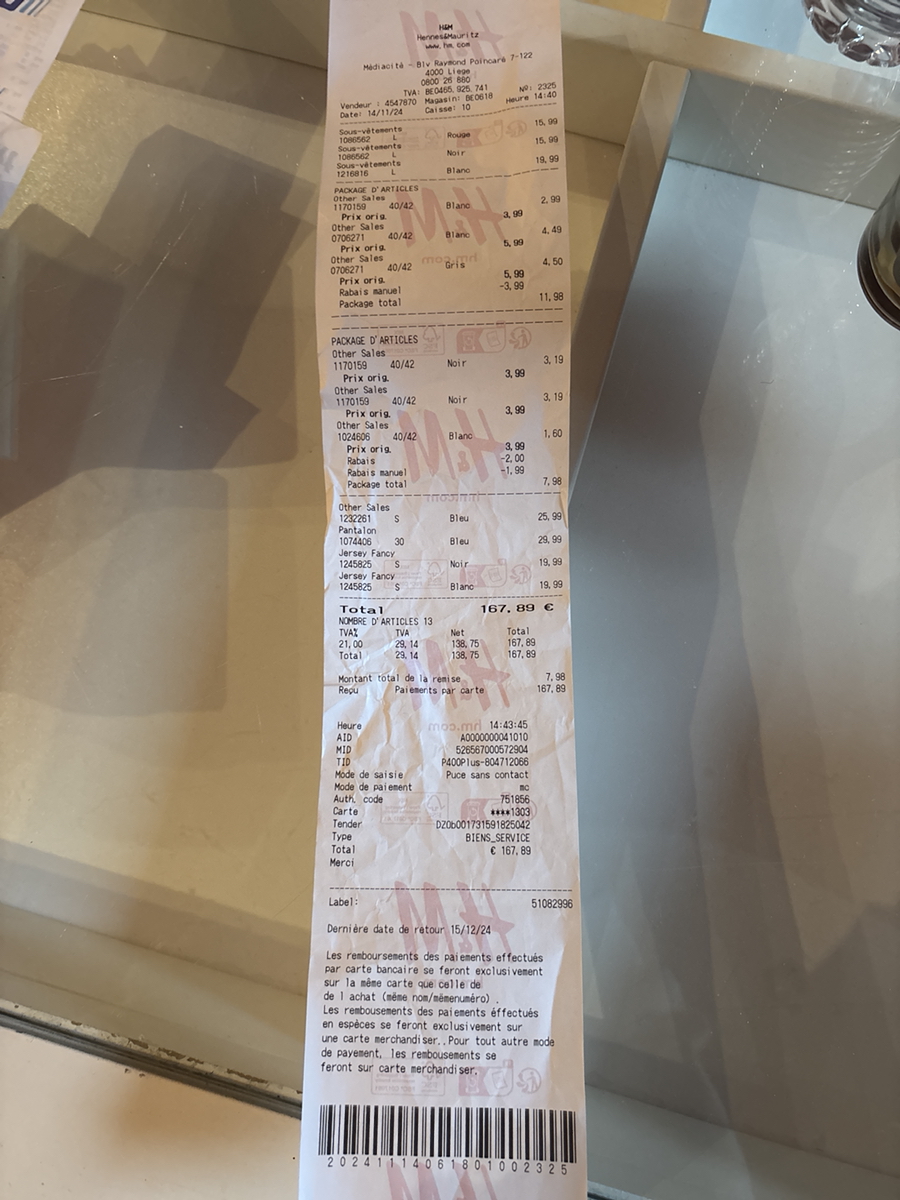 H&M
Hennes&Mauritz
www.hm.com
Médiacité - Blv Raymond Poincaré 7-122
4000 Liege
0800 26 880
TVA: BE0465.925.741
Vendeur : 4547870 Magasin: BE0618 Nº: 2325
Date: 14/11/24 Caisse: 10 Heure 14:40
Sous-vêtements 15,99
1086562 L Rouge
Sous-vêtements 15,99
1086562 L Noir
Sous-vêtements 19,99
1216816 L Blanc
PACKAGE D'ARTICLES
Other Sales 2,99
1170159 40/42 Blanc
Prix orig. 3,99
Other Sales 4,49
0706271 40/42 Blanc
Prix orig. 5,99
Other Sales 4,50
0706271 40/42 Gris
Prix orig. 5,99
Rabais manuel -3,99
Package total 11,98
PACKAGE D'ARTICLES
Other Sales 3,19
1170159 40/42 Noir
Prix orig. 3,99
Other Sales 3,19
1170159 40/42 Noir
Prix orig. 3,99
Other Sales 1,60
1024606 40/42 Blanc
Prix orig. 3,99
Rabais -2,00
Rabais manuel -1,99
Package total 7,98
Other Sales
1232261 S Bleu 25,99
Pantalon
1074406 30 Bleu 29,99
Jersey Fancy
1245825 S Noir 19,99
Jersey Fancy
1245825 S Blanc 19,99
Total 167.89 €
NOMBRE D'ARTICLES 13
TVA% TVA Net Total
21,00 29,14 138,75 167,89
Total 29,14 138,75 167,89
Montant total de la remise 7,98
Reçu Paiements par carte 167,89
Heure 14:43:45
AID A0000000041010
MID 526567000572904
TID P400Plus-804712066
Mode de saisie Puce sans contact
Mode de paiement mc
Auth. code 751856
Carte ****1303
Tender DZ0b001731591825042
Type BIENS_SERVICE
Total € 167,89
Merci
Label: 51082996
Dernière date de retour 15/12/24
Les remboursements des paiements effectués
par carte bancaire se feront exclusivement
sur la même carte que celle de
de l achat (même nom/mêmenuméro) .
Les rembousements des paiements éffectués
en espèces se feront exclusivement sur
une carte merchandiser..Pour tout autre mode
de payement, les rembousements se
feront sur carte merchandiser.
20241114061801002325